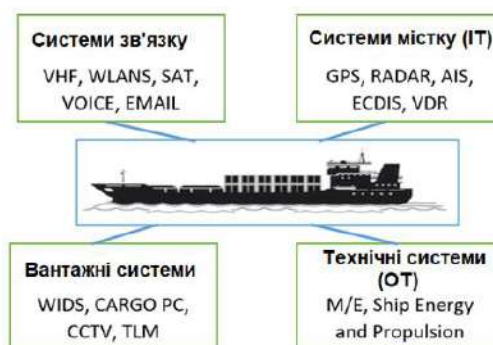 Системи зв'язку
VHF, WLANS, SAT,
VOICE, EMAIL
Системи містку (IT)
GPS, RADAR, AIS,
ECDIS, VDR
Вантажні системи
WIDS, CARGO PC,
CCTV, TLM
Технічні системи
(OT)
M/E, Ship Energy
and Propulsion